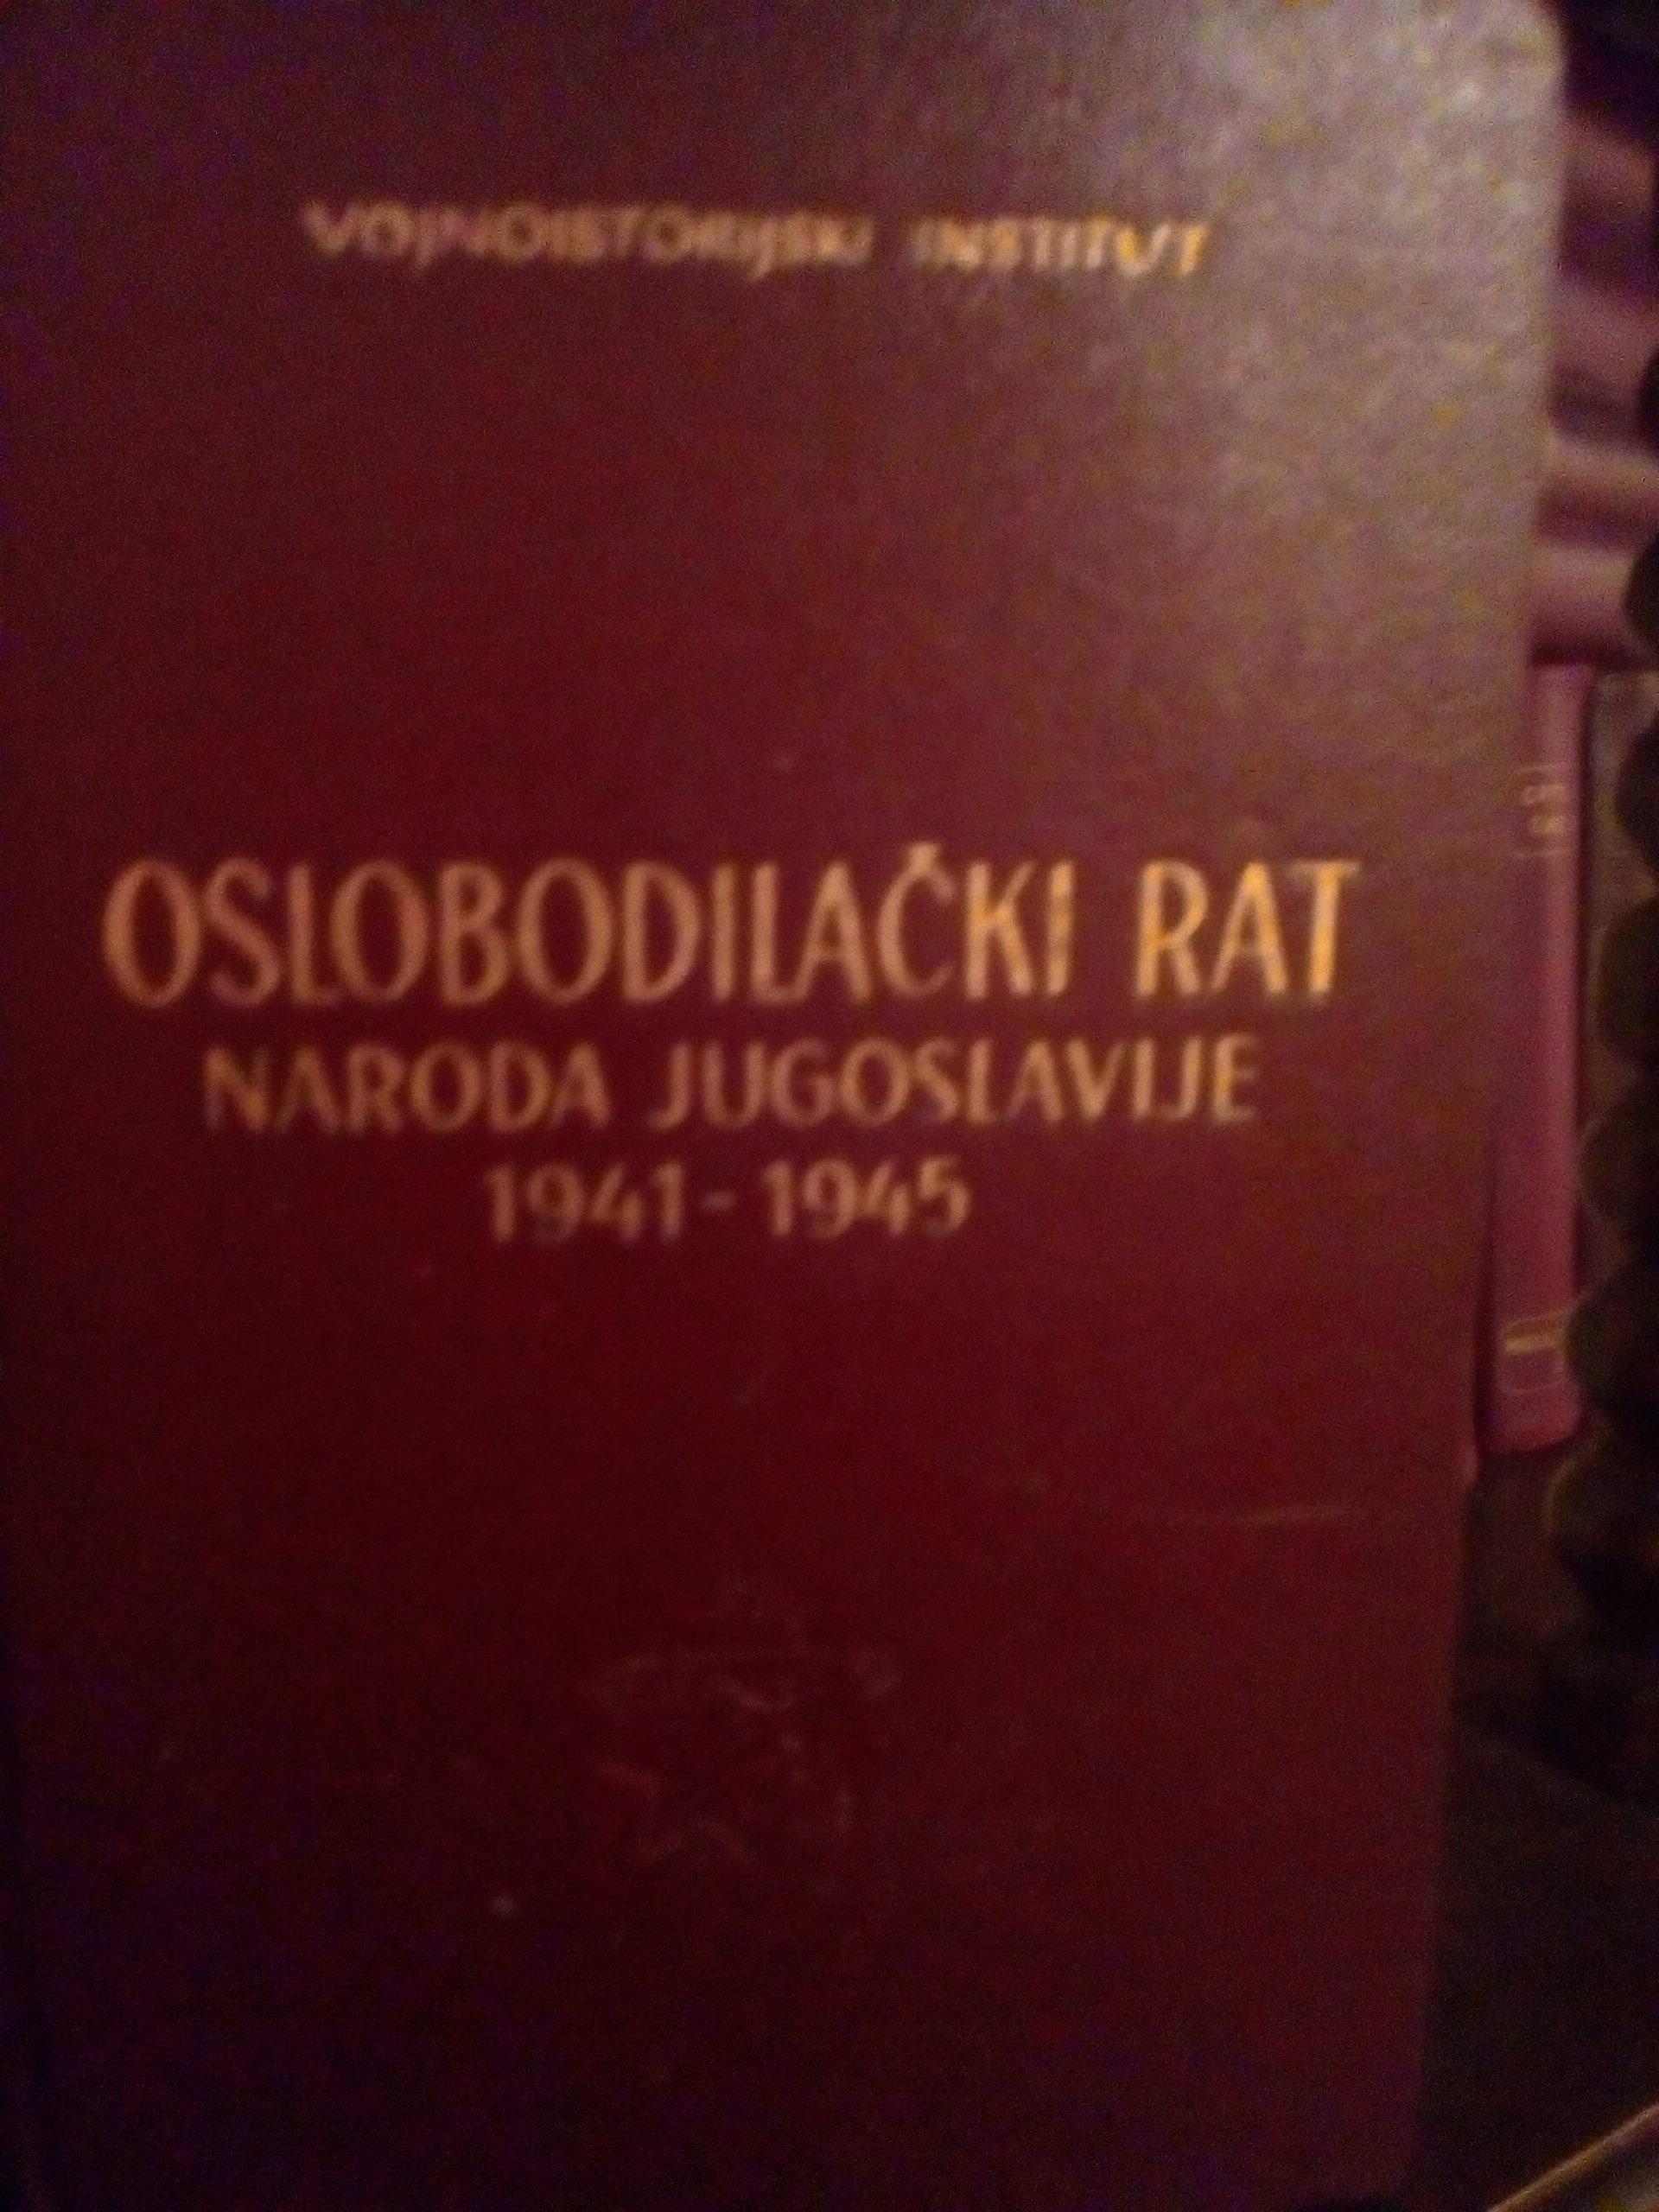 VOJNOISTORIJSKI INSTITUT
OSLOBODILAČKI RAT
NARODA JUGOSLAVIJE
1941-1945